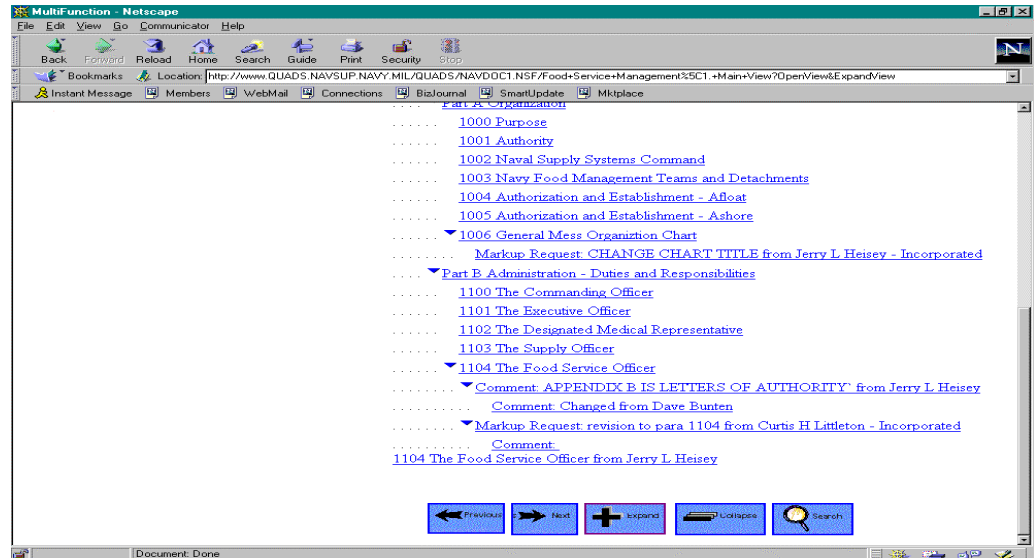 MultiFunction - Netscape
File Edit View Go Communicator Help
Back Forward Reload Home Search Guide Print Security Stop
N
Bookmarks Location: http://www.QUADS.NAVSUP.NAVY.MIL/QUADS/NAVDOC1.NSF/Food+Service+Management%5C1.+Main+View?OpenView&ExpandView
Instant Message Members WebMail Connections BizJournal SmartUpdate Mktplace
. . . . Part A Organization
. . . . . . 1000 Purpose
. . . . . . 1001 Authority
. . . . . . 1002 Naval Supply Systems Command
. . . . . . 1003 Navy Food Management Teams and Detachments
. . . . . . 1004 Authorization and Establishment - Afloat
. . . . . . 1005 Authorization and Establishment - Ashore
. . . . . . 1006 General Mess Organiztion Chart
. . . . . . . . Markup Request: CHANGE CHART TITLE from Jerry L Heisey - Incorporated
. . . . Part B Administration - Duties and Responsibilities
. . . . . . 1100 The Commanding Officer
. . . . . . 1101 The Executive Officer
. . . . . . 1102 The Designated Medical Representative
. . . . . . 1103 The Supply Officer
. . . . . . 1104 The Food Service Officer
. . . . . . . . Comment: APPENDIX B IS LETTERS OF AUTHORITY` from Jerry L Heisey
. . . . . . . . . . Comment: Changed from Dave Bunten
. . . . . . . . Markup Request: revision to para 1104 from Curtis H Littleton - Incorporated
. . . . . . . . . . Comment:
1104 The Food Service Officer from Jerry L Heisey
Previous Next Expand Collapse Search
Document: Done